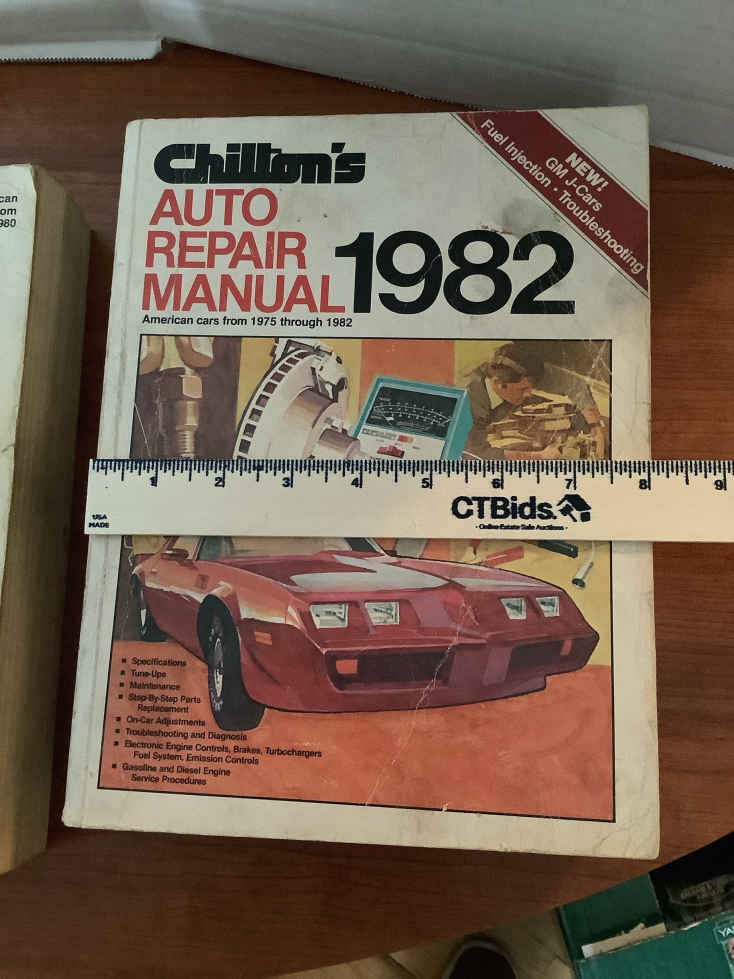 can
om
980
Chilton's
AUTO
REPAIR
MANUAL 1982
American cars from 1975 through 1982
NEW!
GM J-Cars
Fuel Injection • Troubleshooting
1 2 3 4 5 6 7 8 9
USA
MADE
CTBids.
- Online Estate Sale Auctions -
■ Specifications
■ Tune-Ups
■ Maintenance
■ Step-By-Step Parts
Replacement
■ On-Car Adjustments
■ Troubleshooting and Diagnosis
■ Electronic Engine Controls, Brakes, Turbochargers
Fuel System, Emission Controls
■ Gasoline and Diesel Engine
Service Procedures
YA